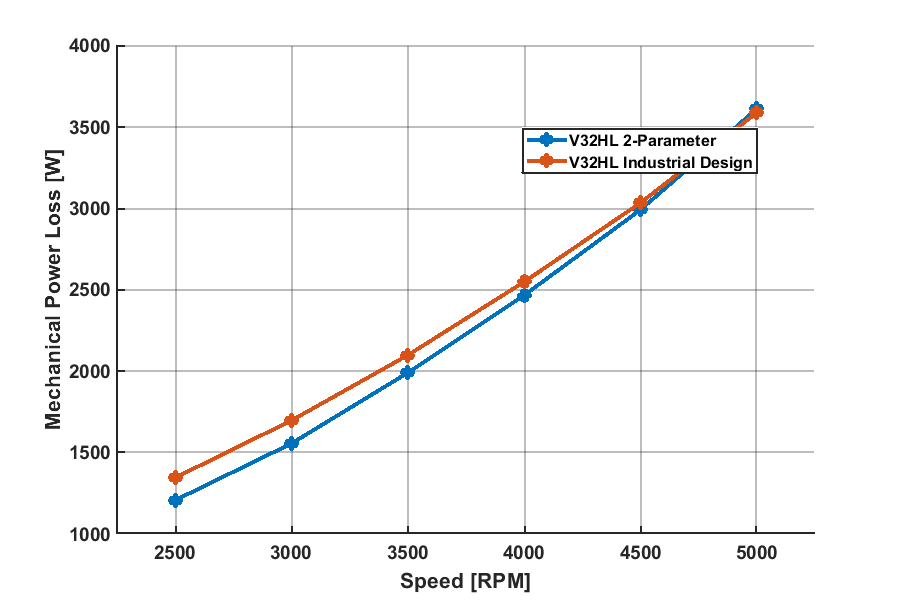 4000
3500
3000
2500
2000
1500
1000
Mechanical Power Loss [W]
V32HL 2-Parameter
V32HL Industrial Design
2500 3000 3500 4000 4500 5000
Speed [RPM]